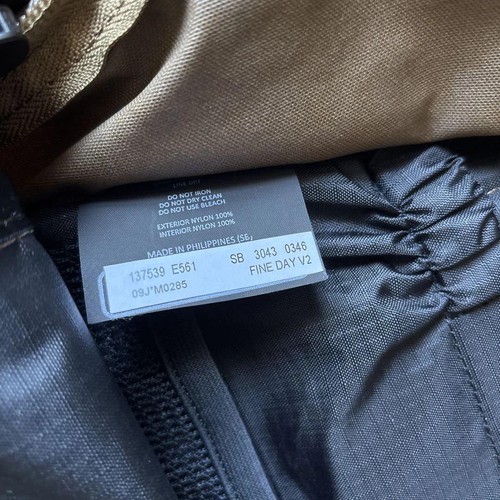 DO NOT IRON
DO NOT DRY CLEAN
DO NOT USE BLEACH
EXTERIOR NYLON 100%
INTERIOR NYLON 100%
MADE IN PHILIPPINES (SE)
137539 E561 SB 3043 0346
09J*M0285 FINE DAY V2